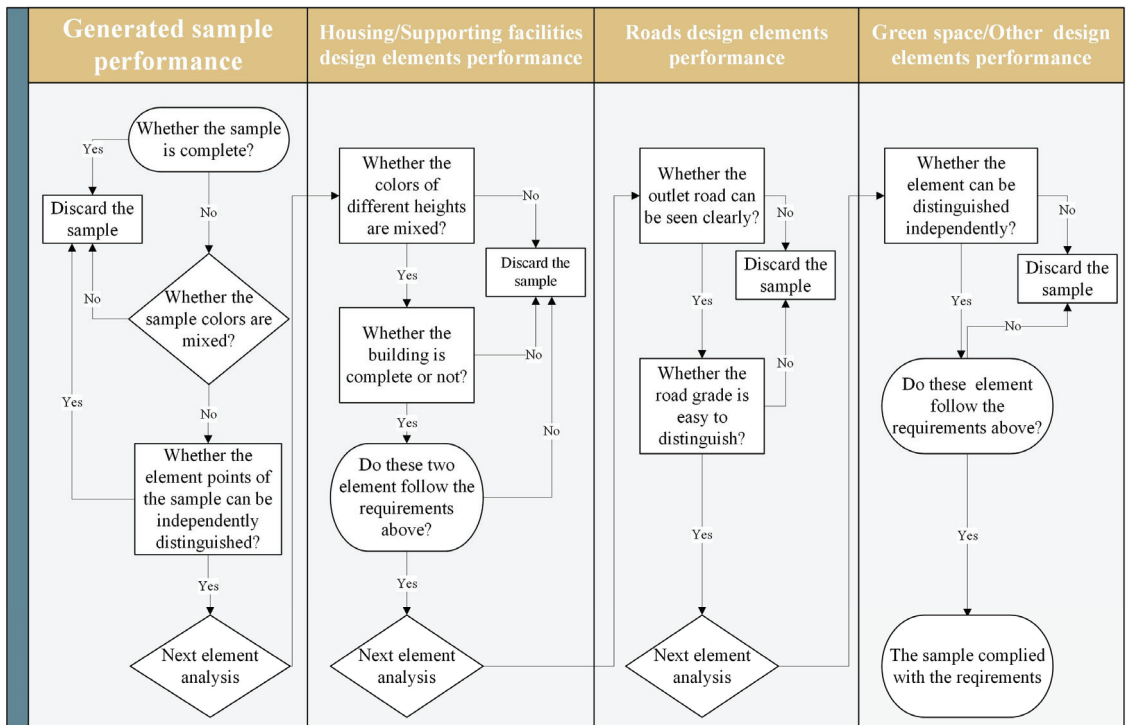 Generated sample
performance
Housing/Supporting facilities
design elements performance
Roads design elements
performance
Green space/Other design
elements performance
Whether the sample
is complete?
Yes
No
Discard the
sample
No
Whether the
sample colors are
mixed?
Yes
No
Whether the
element points of
the sample can be
independently
distinguished?
Yes
Next element
analysis
Whether the
colors of
different heights
are mixed?
No
Discard the
sample
Yes
Whether the
building is
complete or not?
No
Yes
No
Do these two
element follow the
requirements
above?
Yes
Next element
analysis
Whether the
outlet road can
be seen clearly?
No
Discard the
sample
Yes
Whether the
road grade is
easy to
distinguish?
No
Yes
Next element
analysis
Whether the
element can be
distinguished
independently?
No
Discard the
sample
Yes
No
Do these element
follow the
requirements above?
Yes
The sample complied
with the reqirements